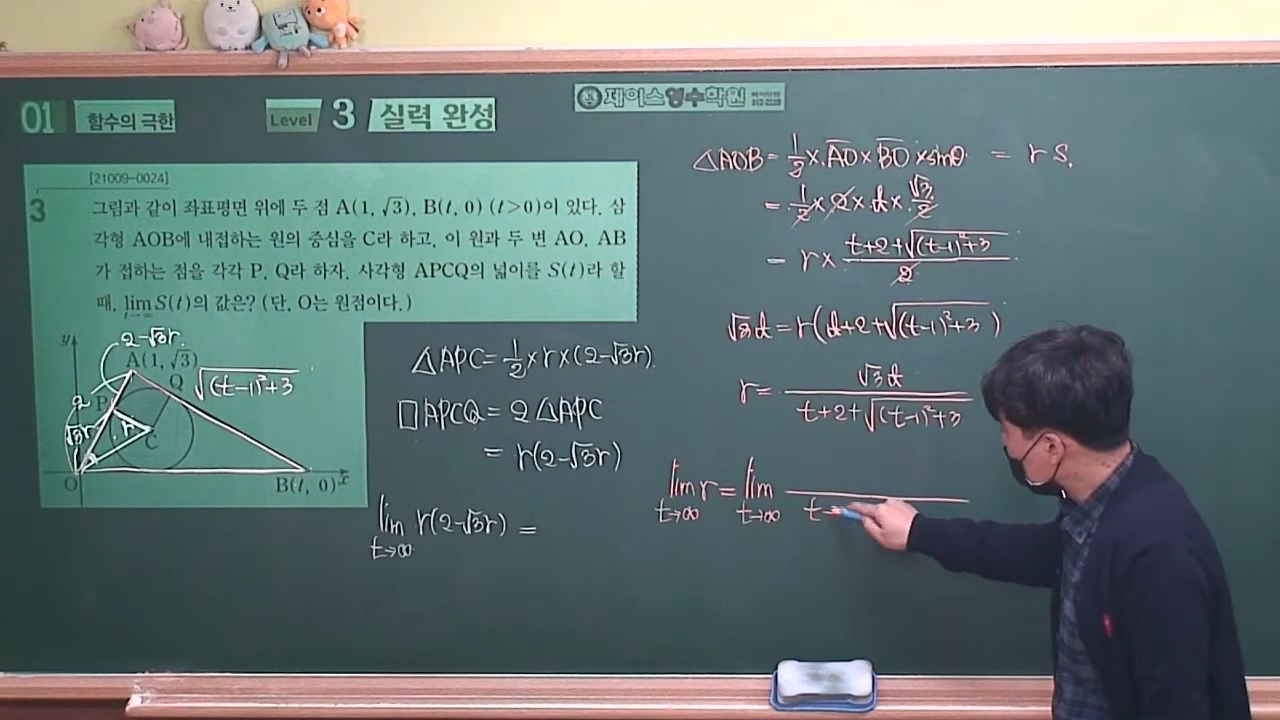 01 함수의 극한
Level 3 실력 완성
제이스영수학원
[21009-0024]
3 그림과 같이 좌표평면 위에 두 점 A(1, √3), B(t, 0) (t>0)이 있다. 삼
각형 AOB에 내접하는 원의 중심을 C라 하고, 이 원과 두 변 AO, AB
가 접하는 점을 각각 P, Q라 하자. 사각형 APCQ의 넓이를 S(t)라 할
때, lim S(t)의 값은? (단, O는 원점이다.)
t→∞
y
2-√3r
A(1, √3)
Q
√((t-1)²+3)
2
P
√3r
r
C
O
B(t, 0)
x
△APC = 1/2 × r × (2-√3r)
□APCQ = 2△APC
= r(2-√3r)
lim r(2-√3r) =
t→∞
△AOB = 1/2 × AO × BO × sinθ = rs.
= 1/2 × 2 × t × √3/2
= r × (t+2+√((t-1)²+3))/2
√3t = r(t+2+√((t-1)²+3))
r = √3t/(t+2+√((t-1)²+3))
lim r = lim
t→∞ t→∞
t